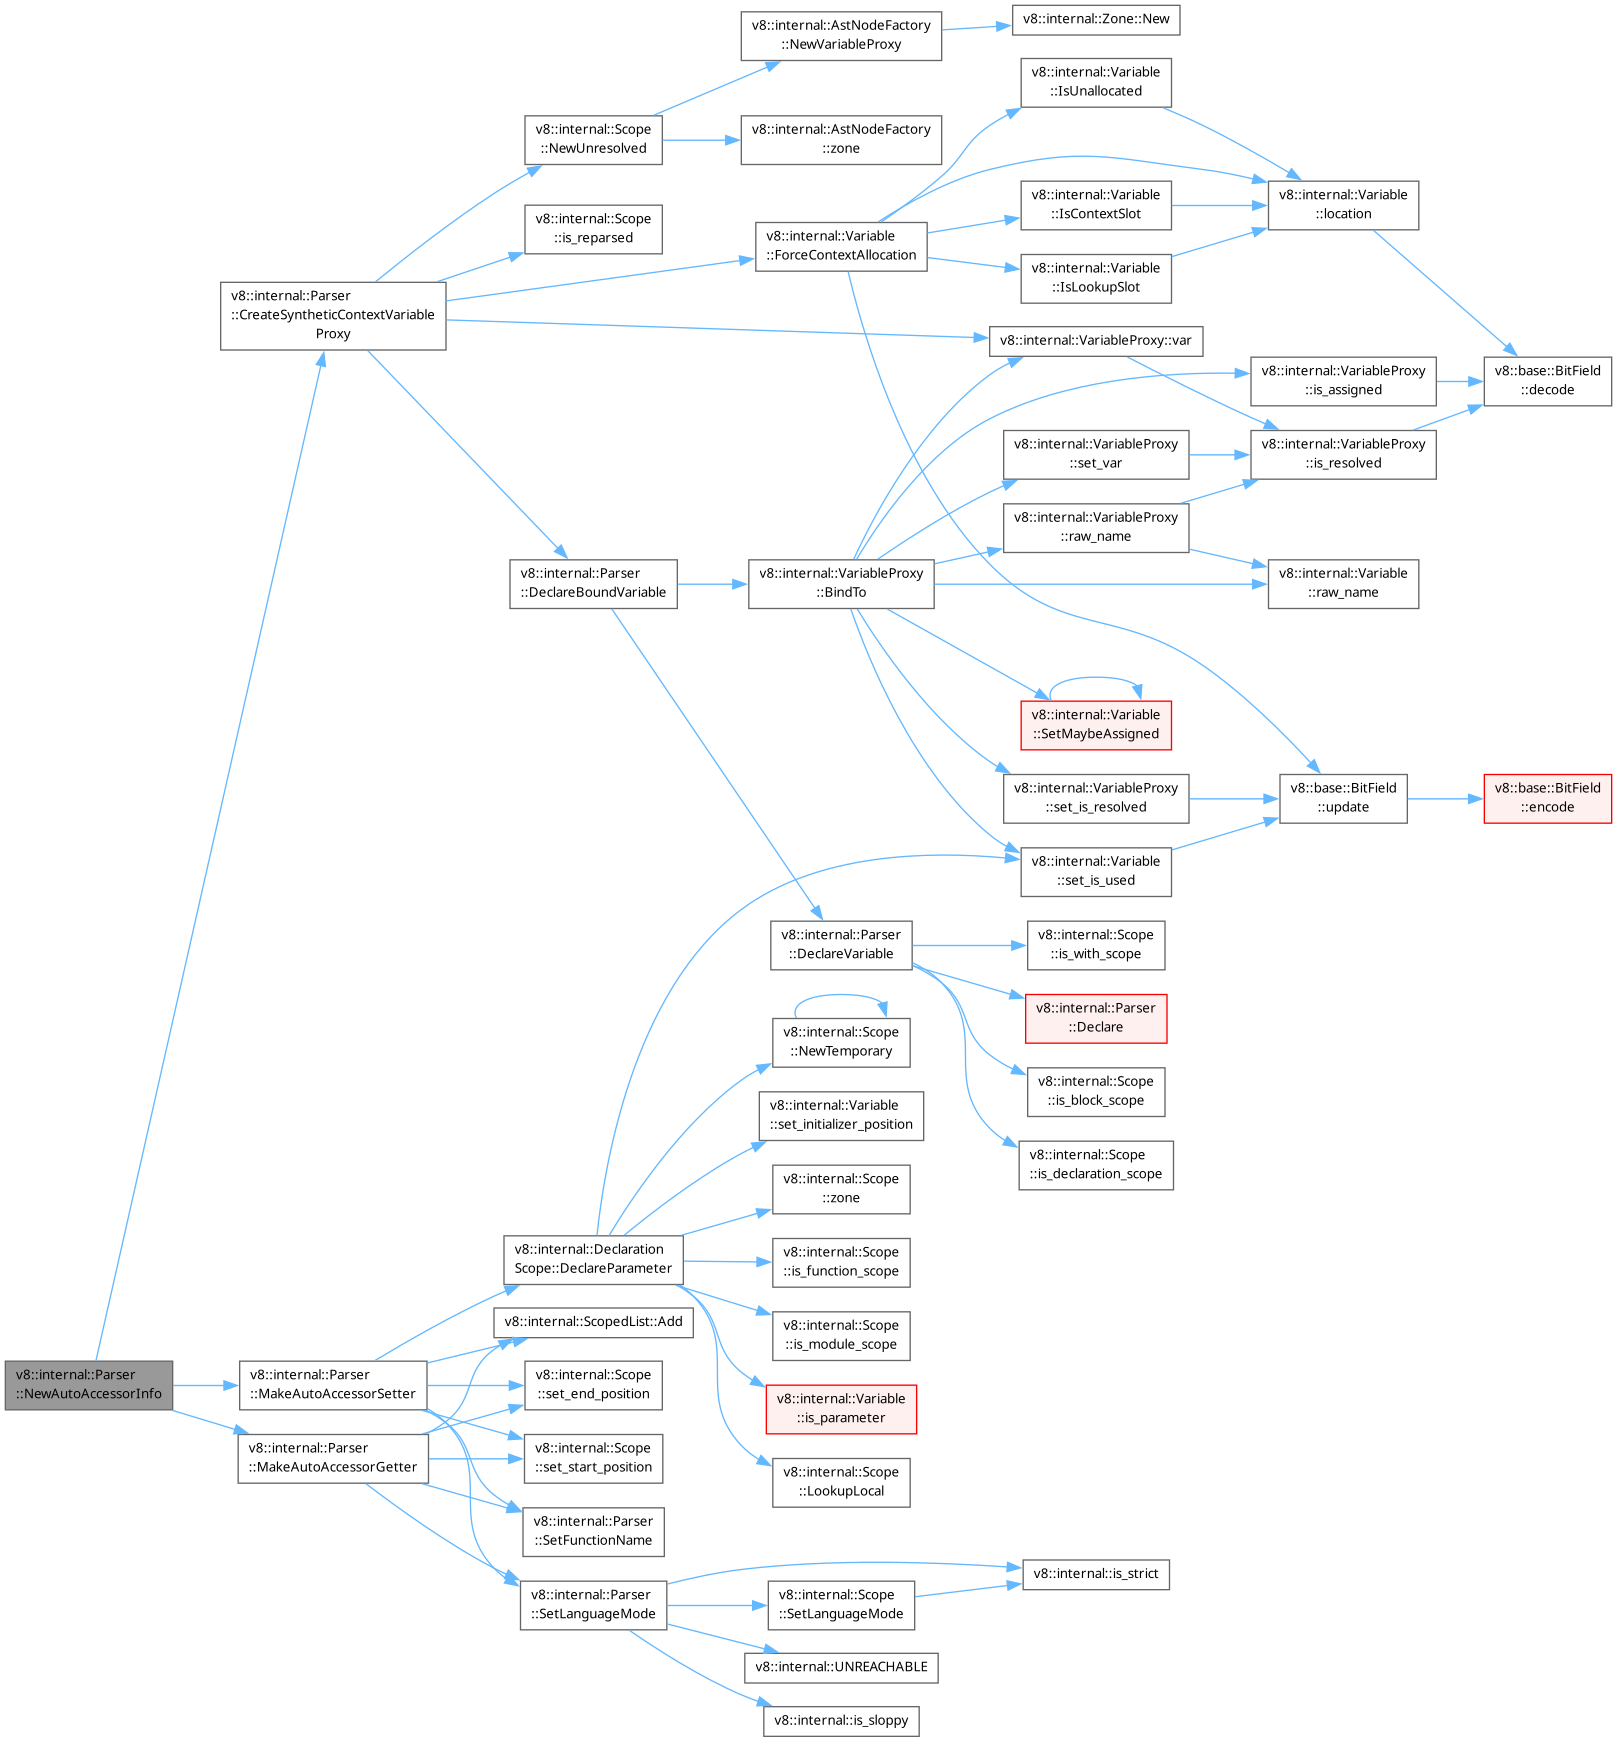 v8::internal::Parser
::NewAutoAccessorInfo
v8::internal::Parser
::CreateSyntheticContextVariable
Proxy
v8::internal::Parser
::MakeAutoAccessorSetter
v8::internal::Parser
::MakeAutoAccessorGetter
v8::internal::Scope
::NewUnresolved
v8::internal::Scope
::is_reparsed
v8::internal::Parser
::DeclareBoundVariable
v8::internal::Declaration
Scope::DeclareParameter
v8::internal::ScopedList::Add
v8::internal::Scope
::set_end_position
v8::internal::Scope
::set_start_position
v8::internal::Parser
::SetFunctionName
v8::internal::Parser
::SetLanguageMode
v8::internal::AstNodeFactory
::NewVariableProxy
v8::internal::AstNodeFactory
::zone
v8::internal::Variable
::ForceContextAllocation
v8::internal::VariableProxy
::BindTo
v8::internal::Parser
::DeclareVariable
v8::internal::Scope
::NewTemporary
v8::internal::Variable
::set_initializer_position
v8::internal::Scope
::zone
v8::internal::Scope
::is_function_scope
v8::internal::Scope
::is_module_scope
v8::internal::Variable
::is_parameter
v8::internal::Scope
::LookupLocal
v8::internal::Scope
::SetLanguageMode
v8::internal::UNREACHABLE
v8::internal::is_sloppy
v8::internal::Zone::New
v8::internal::Variable
::IsUnallocated
v8::internal::Variable
::IsContextSlot
v8::internal::Variable
::IsLookupSlot
v8::internal::VariableProxy::var
v8::internal::VariableProxy
::set_var
v8::internal::VariableProxy
::raw_name
v8::internal::Variable
::SetMaybeAssigned
v8::internal::VariableProxy
::set_is_resolved
v8::internal::Variable
::set_is_used
v8::internal::Scope
::is_with_scope
v8::internal::Parser
::Declare
v8::internal::Scope
::is_block_scope
v8::internal::Scope
::is_declaration_scope
v8::internal::is_strict
v8::internal::Variable
::location
v8::internal::VariableProxy
::is_assigned
v8::internal::VariableProxy
::is_resolved
v8::internal::Variable
::raw_name
v8::base::BitField
::update
v8::base::BitField
::decode
v8::base::BitField
::encode